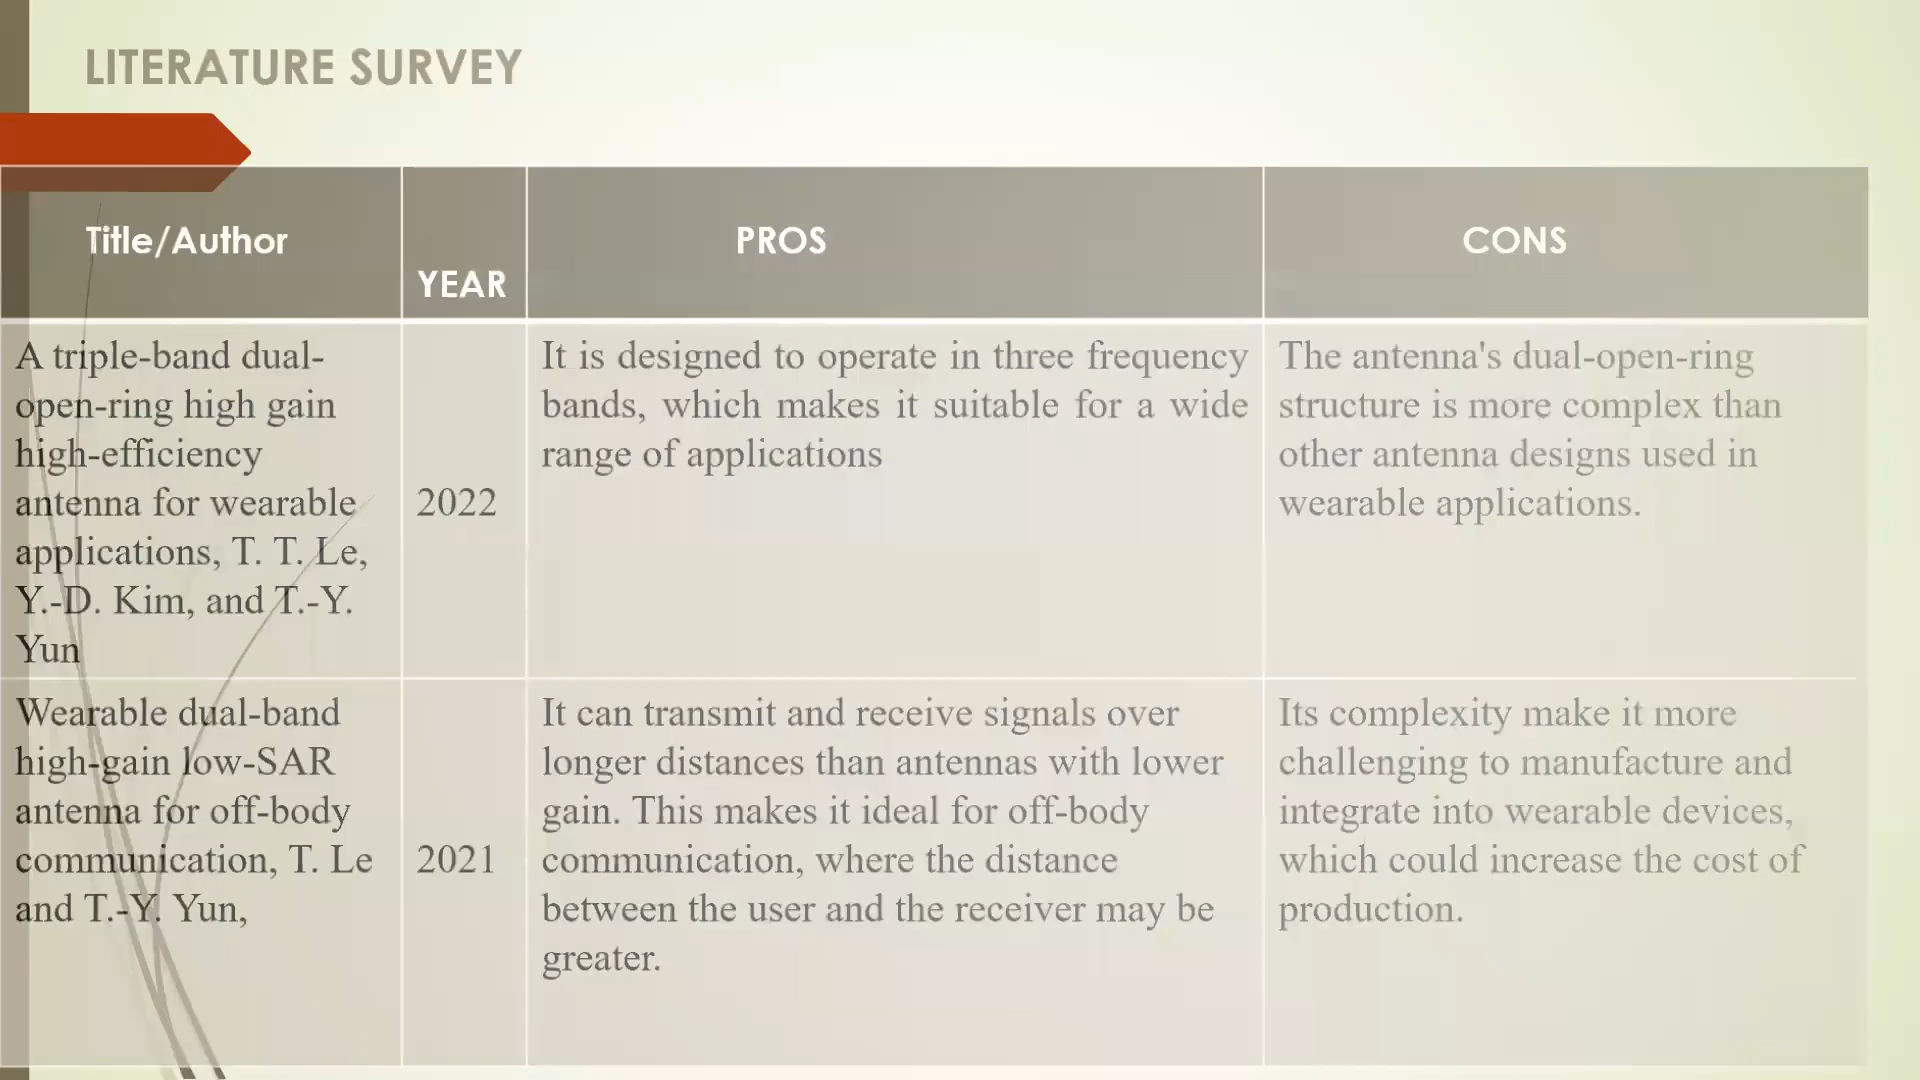 LITERATURE SURVEY
Title/Author
YEAR
PROS
CONS
A triple-band dual-
open-ring high gain
high-efficiency
antenna for wearable
applications, T. T. Le,
Y.-D. Kim, and T.-Y.
Yun
2022
It is designed to operate in three frequency
bands, which makes it suitable for a wide
range of applications
The antenna's dual-open-ring
structure is more complex than
other antenna designs used in
wearable applications.
Wearable dual-band
high-gain low-SAR
antenna for off-body
communication, T. Le
and T.-Y. Yun,
2021
It can transmit and receive signals over
longer distances than antennas with lower
gain. This makes it ideal for off-body
communication, where the distance
between the user and the receiver may be
greater.
Its complexity make it more
challenging to manufacture and
integrate into wearable devices,
which could increase the cost of
production.